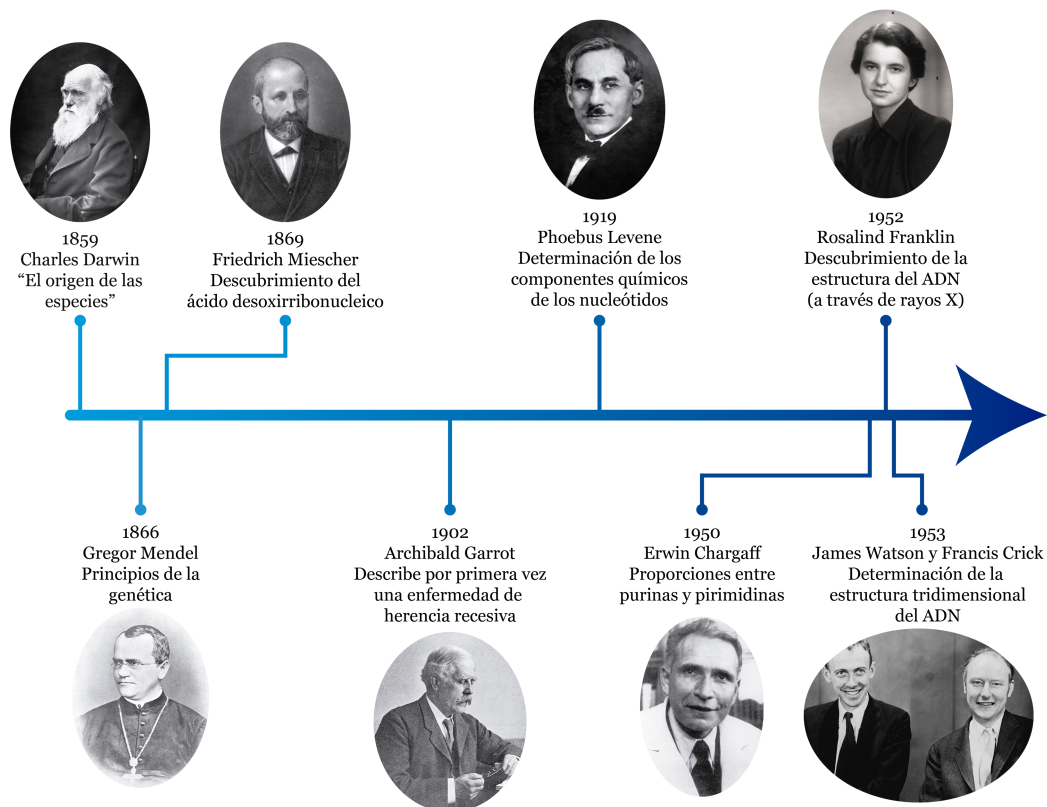 1859
Charles Darwin
“El origen de las
especies”
1869
Friedrich Miescher
Descubrimiento del
ácido desoxirribonucleico
1919
Phoebus Levene
Determinación de los
componentes químicos
de los nucleótidos
1952
Rosalind Franklin
Descubrimiento de la
estructura del ADN
(a través de rayos X)
1866
Gregor Mendel
Principios de la
genética
1902
Archibald Garrot
Describe por primera vez
una enfermedad de
herencia recesiva
1950
Erwin Chargaff
Proporciones entre
purinas y pirimidinas
1953
James Watson y Francis Crick
Determinación de la
estructura tridimensional
del ADN